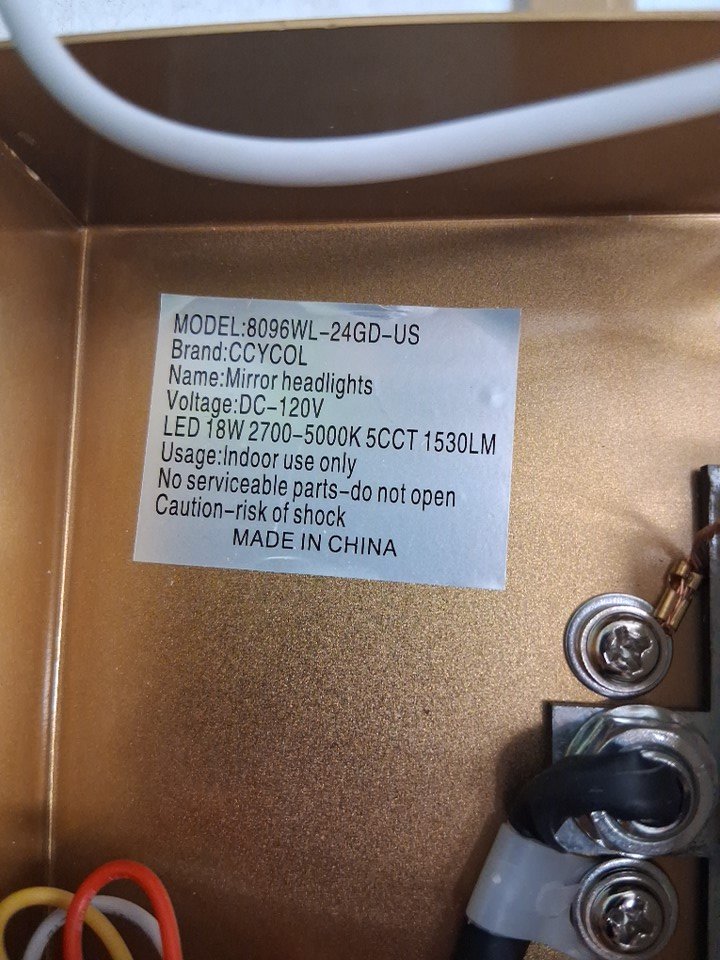 MODEL:8096WL-24GD-US
Brand:CCYCOL
Name:Mirror headlights
Voltage:DC-120V
LED 18W 2700-5000K 5CCT 1530LM
Usage:Indoor use only
No serviceable parts-do not open
Caution-risk of shock
MADE IN CHINA